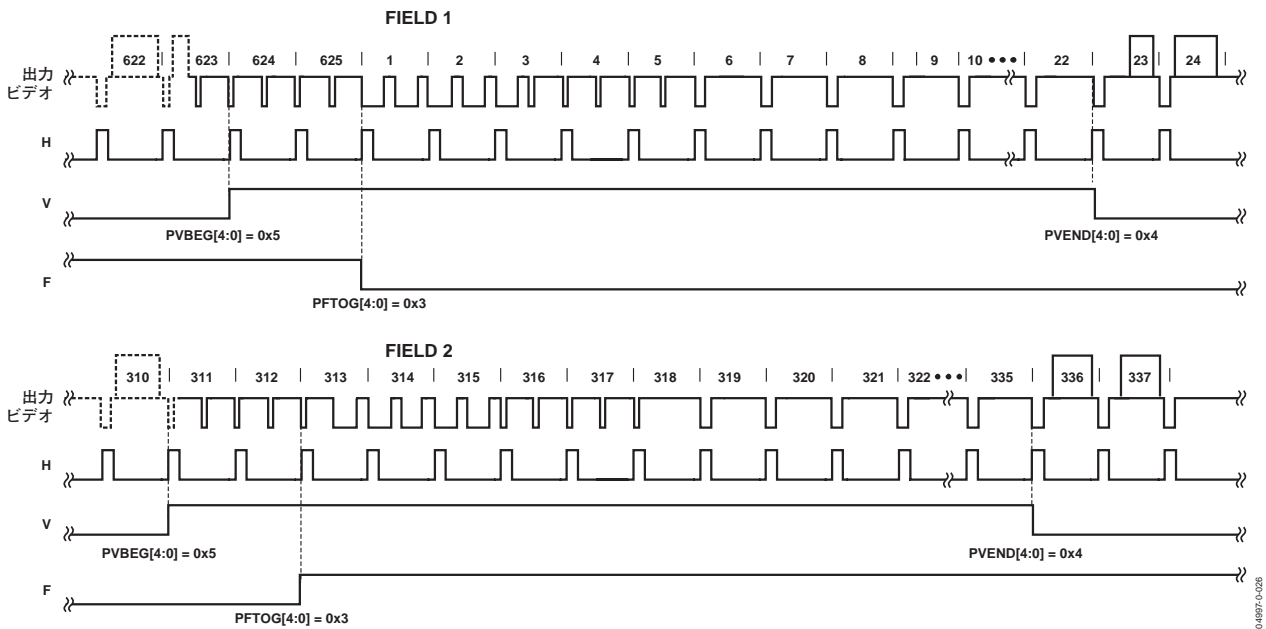 FIELD 1
622 623 624 625 1 2 3 4 5 6 7 8 9 10 ••• 22 23 24
出力
ビデオ
H
V
PVBEG[4:0] = 0x5 PVEND[4:0] = 0x4
F
PFTOG[4:0] = 0x3
FIELD 2
310 311 312 313 314 315 316 317 318 319 320 321 322 ••• 335 336 337
出力
ビデオ
H
V
PVBEG[4:0] = 0x5 PVEND[4:0] = 0x4
F
PFTOG[4:0] = 0x3
04997-0-026